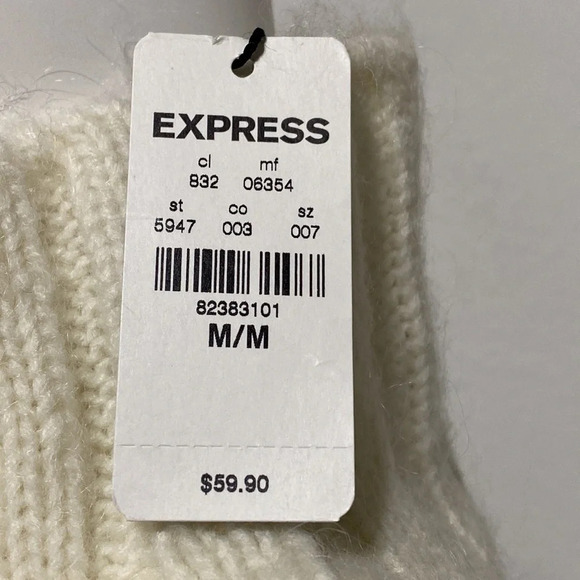 EXPRESS
cl mf
832 06354
st co sz
5947 003 007
82383101
M/M
$59.90